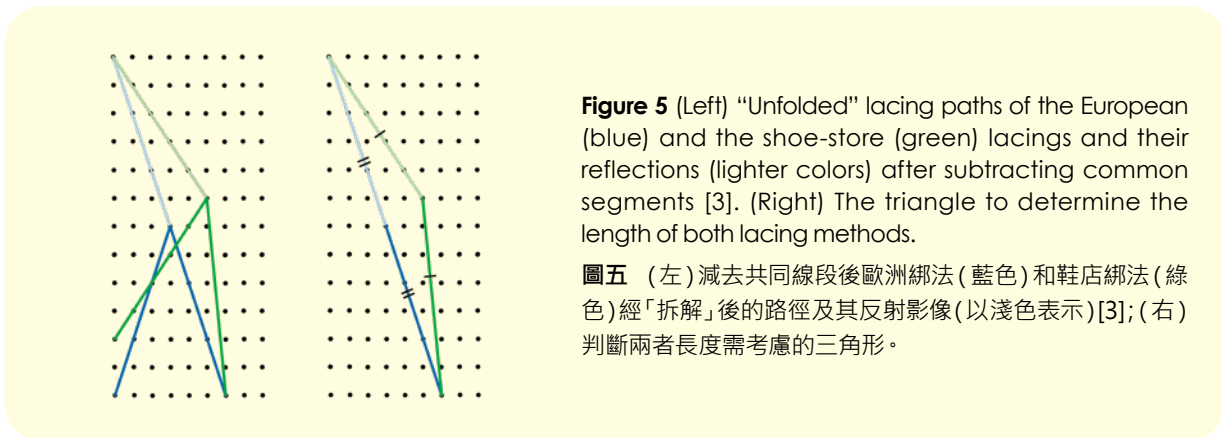 Figure 5 (Left) “Unfolded” lacing paths of the European
(blue) and the shoe-store (green) lacings and their
reflections (lighter colors) after subtracting common
segments [3]. (Right) The triangle to determine the
length of both lacing methods.
圖五 (左)減去共同線段後歐洲綁法(藍色)和鞋店綁法(綠
色)經「拆解」後的路徑及其反射影像(以淺色表示)[3];(右)
判斷兩者長度需考慮的三角形。